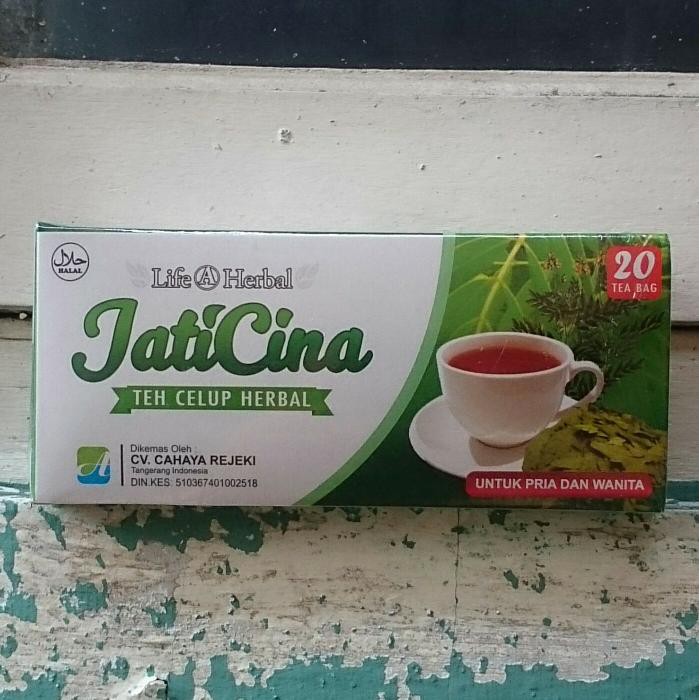 حلال
HALAL
Life A Herbal
JatiCina
TEH CELUP HERBAL
A
Dikemas Oleh :
CV. CAHAYA REJEKI
Tangerang Indonesia
DIN.KES: 510367401002518
20
TEA BAG
UNTUK PRIA DAN WANITA